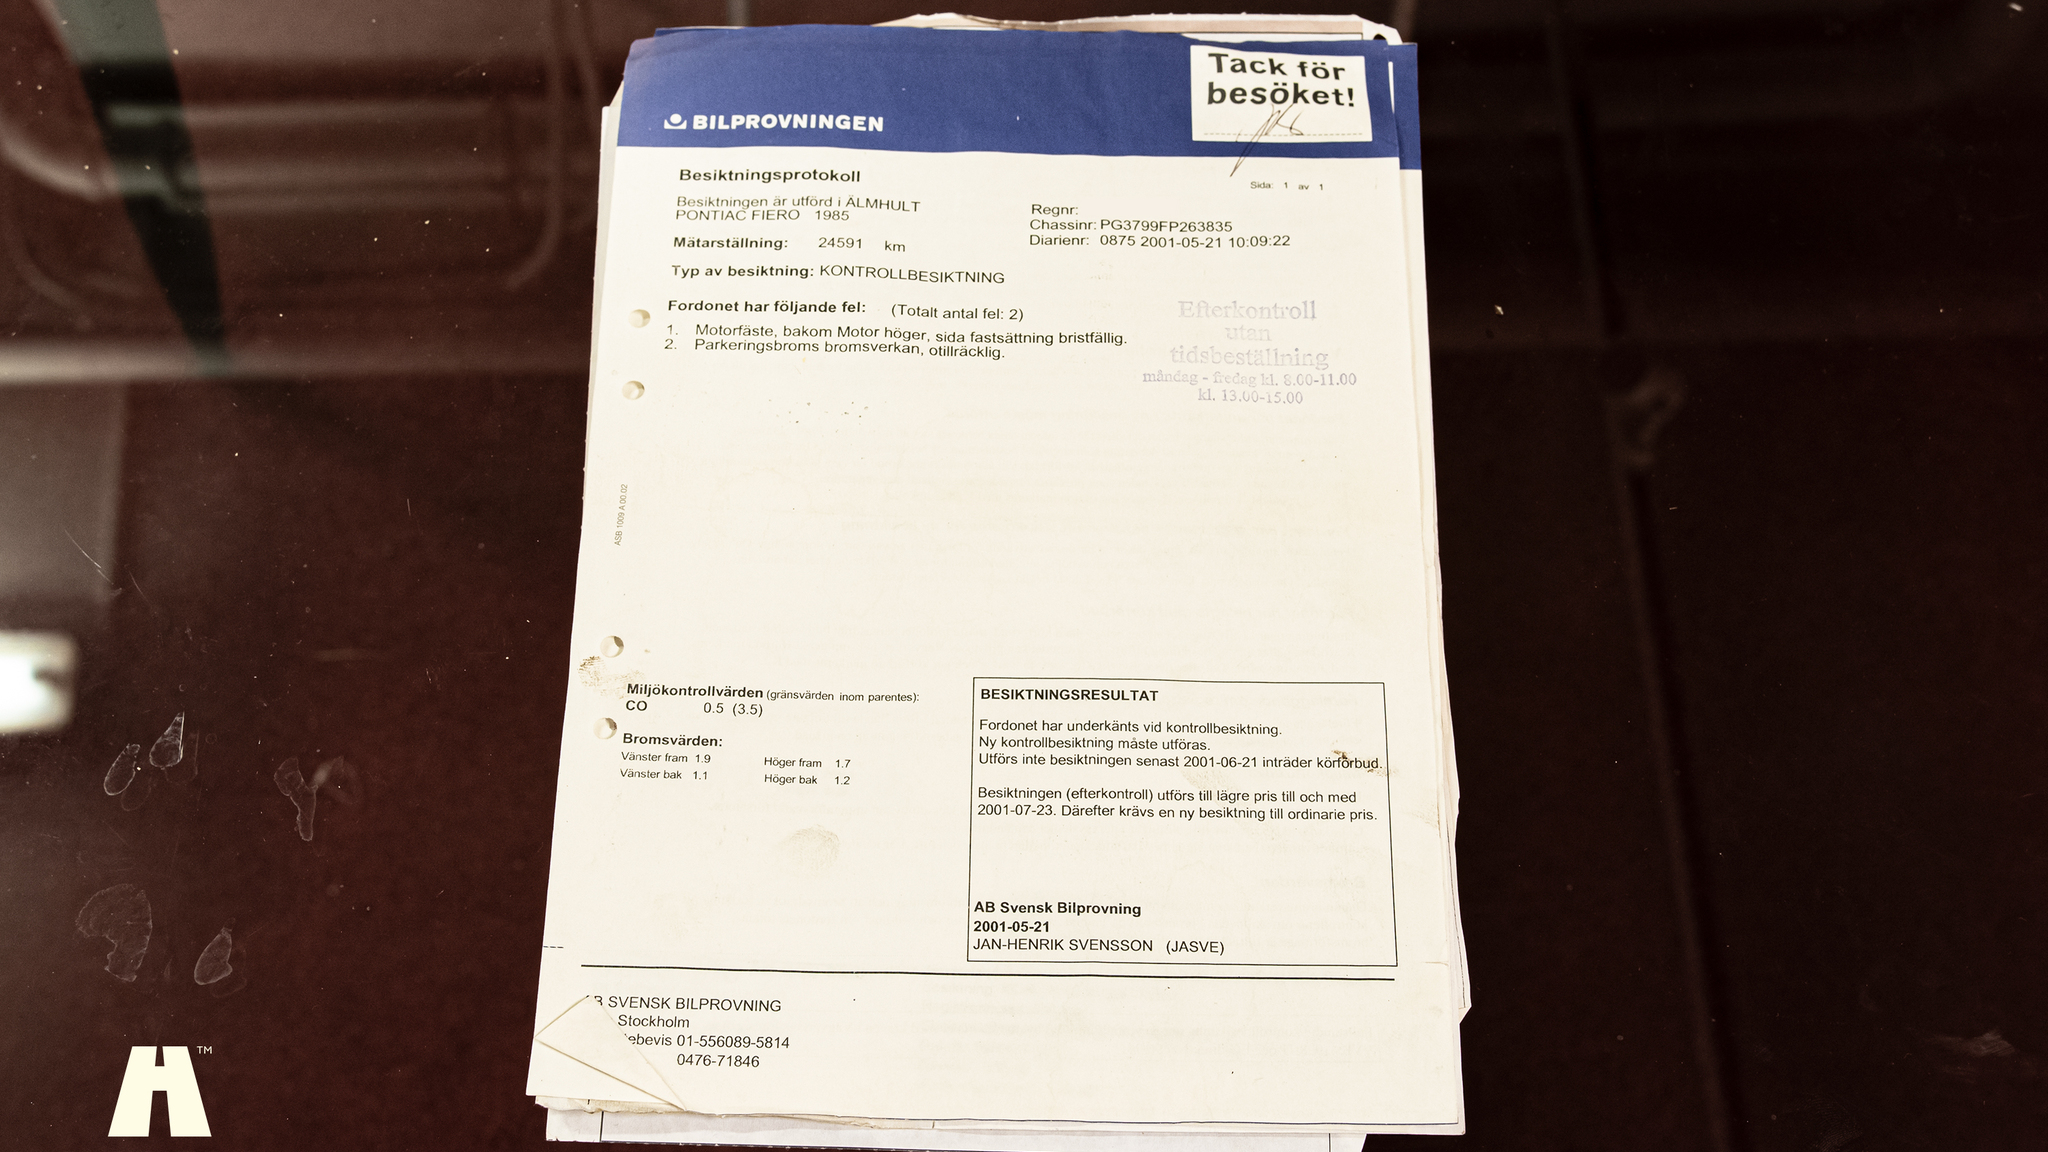 Tack för
besöket!
BILPROVNINGEN
Besiktningsprotokoll
Sida: 1 av 1
Besiktningen är utförd i ÄLMHULT
PONTIAC FIERO 1985
Regnr:
Chassinr: PG3799FP263835
Diarienr: 0875 2001-05-21 10:09:22
Mätarställning: 24591 km
Typ av besiktning: KONTROLLBESIKTNING
Fordonet har följande fel: (Totalt antal fel: 2)
1. Motorfäste, bakom Motor höger, sida fastsättning bristfällig.
2. Parkeringsbroms bromsverkan, otillräcklig.
Efterkontroll
utan
tidsbeställning
måndag - fredag kl. 8.00-11.00
kl. 13.00-15.00
ASB 1009 A 00.02
Miljökontrollvärden (gränsvärden inom parentes):
CO 0.5 (3.5)
Bromsvärden:
Vänster fram 1.9 Höger fram 1.7
Vänster bak 1.1 Höger bak 1.2
BESIKTNINGSRESULTAT
Fordonet har underkänts vid kontrollbesiktning.
Ny kontrollbesiktning måste utföras.
Utförs inte besiktningen senast 2001-06-21 inträder körförbud.
Besiktningen (efterkontroll) utförs till lägre pris till och med
2001-07-23. Därefter krävs en ny besiktning till ordinarie pris.
AB Svensk Bilprovning
2001-05-21
JAN-HENRIK SVENSSON (JASVE)
SVENSK BILPROVNING
Stockholm
01-556089-5814
0476-71846
H™